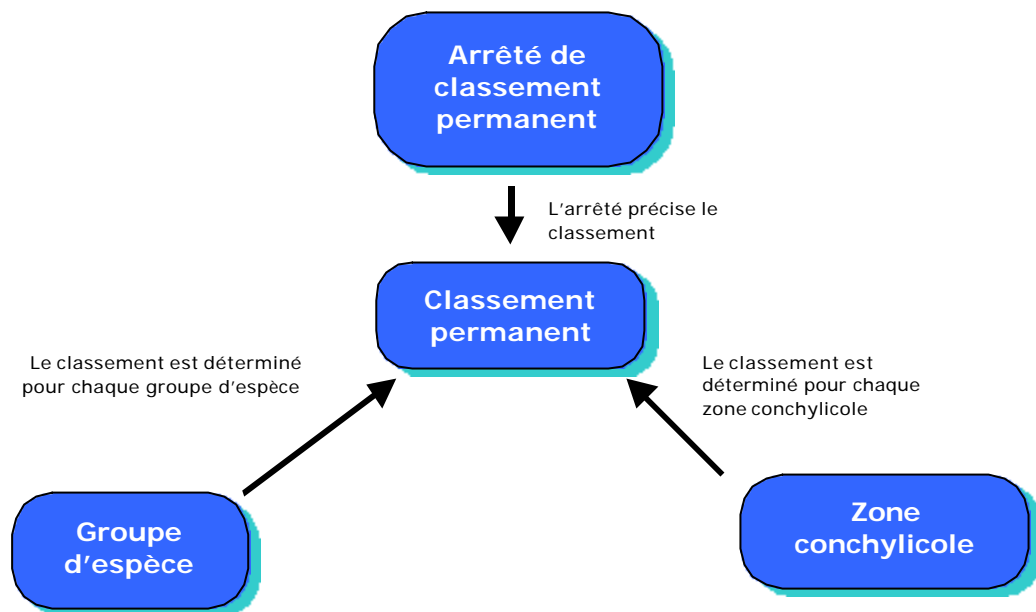 Arrêté de
classement
permanent
L'arrêté précise le
classement
Classement
permanent
Le classement est déterminé
pour chaque groupe d'espèce
Le classement est
déterminé pour chaque
zone conchylicole
Groupe
d'espèce
Zone
conchylicole